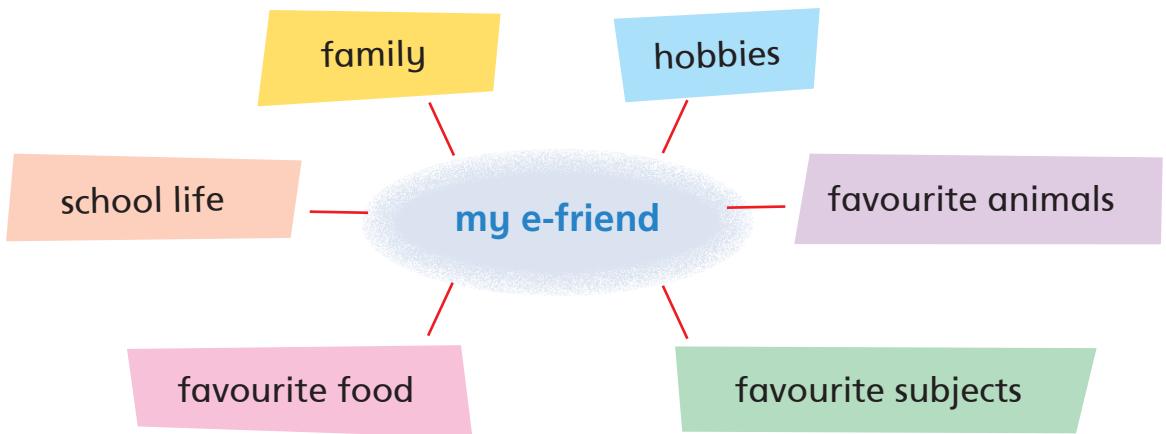 family
hobbies
school life
my e-friend
favourite animals
favourite food
favourite subjects